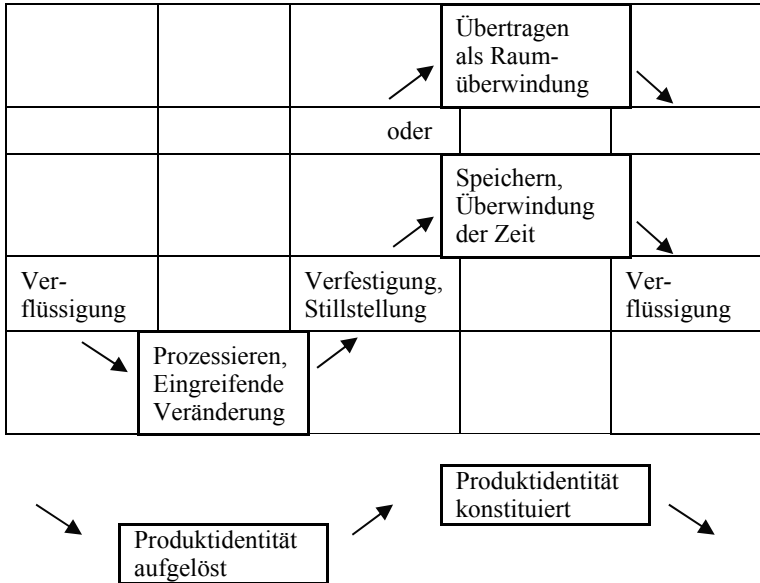 Übertragen
als Raum-
überwindung
oder
Speichern,
Überwindung
der Zeit
Ver-
flüssigung
Verfestigung,
Stillstellung
Ver-
flüssigung
Prozessieren,
Eingreifende
Veränderung
Produktidentität
konstituiert
Produktidentität
aufgelöst